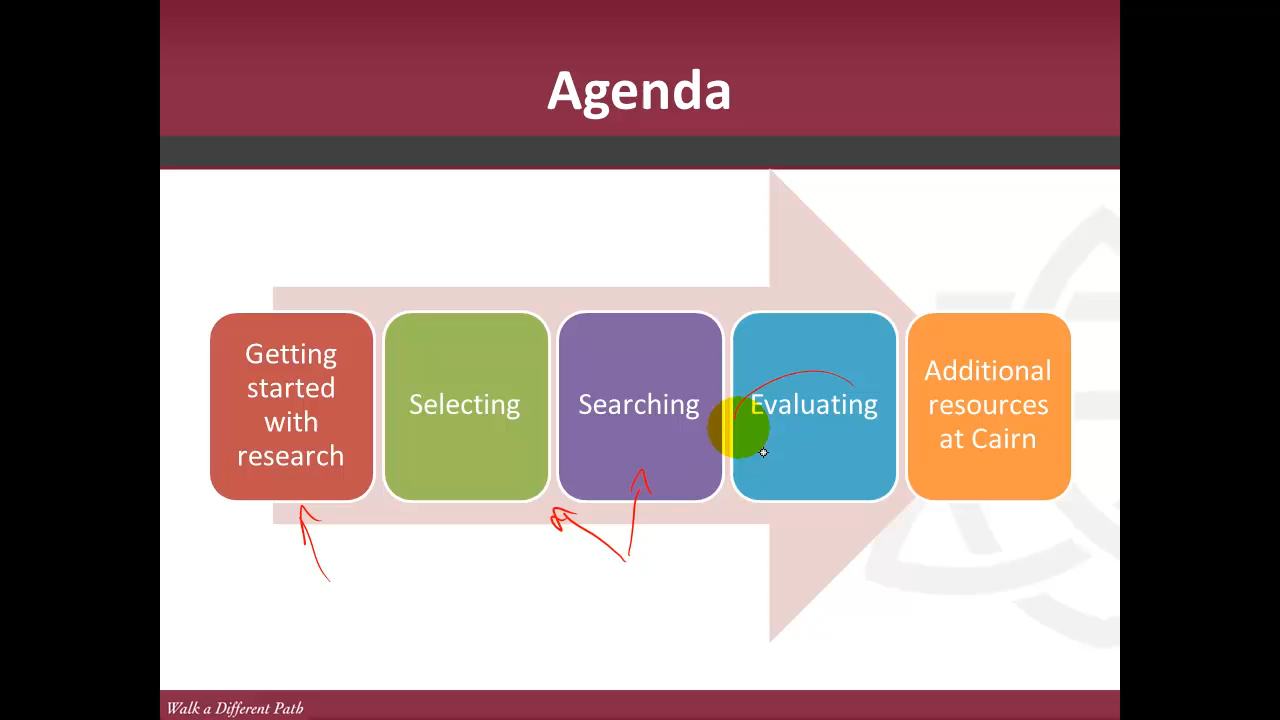 Agenda
Getting
started
with
research
Selecting
Searching
Evaluating
Additional
resources
at Cairn
Walk a Different Path